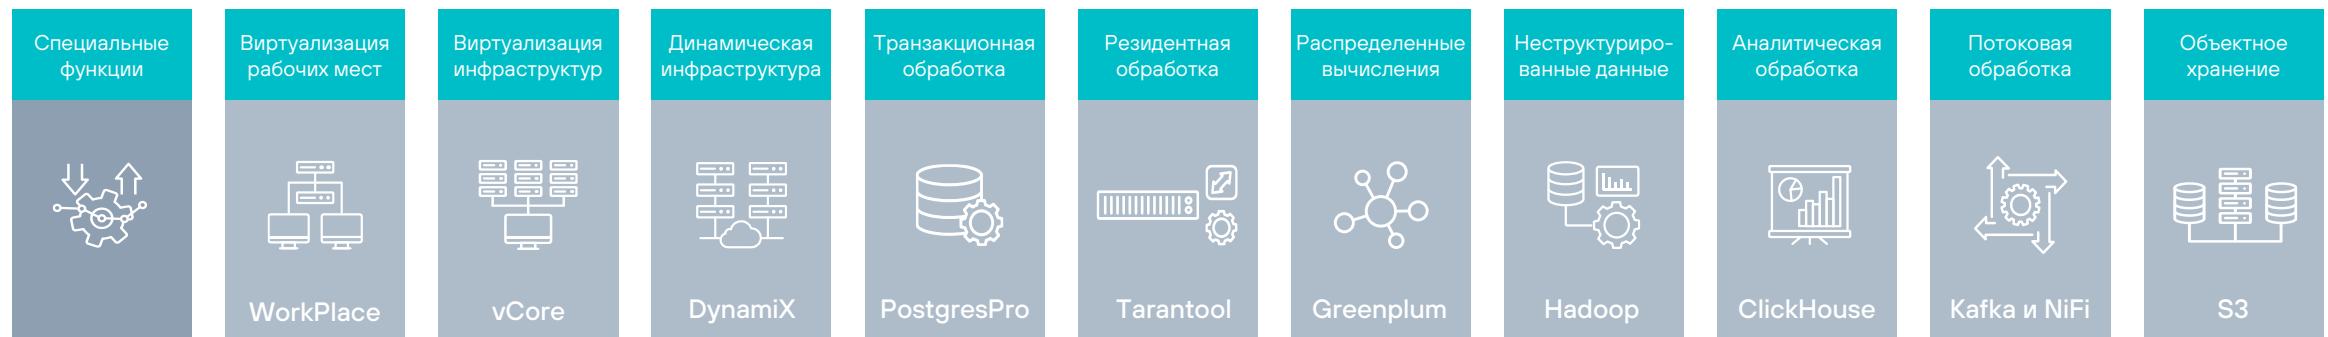 Специальные
функции
Виртуализация
рабочих мест
WorkPlace
Виртуализация
инфраструктур
vCore
Динамическая
инфраструктура
DynamiX
Транзакционная
обработка
PostgresPro
Резидентная
обработка
Tarantool
Распределенные
вычисления
Greenplum
Неструктуриро-
ванные данные
Hadoop
Аналитическая
обработка
ClickHouse
Потоковая
обработка
Kafka и NiFi
Объектное
хранение
S3